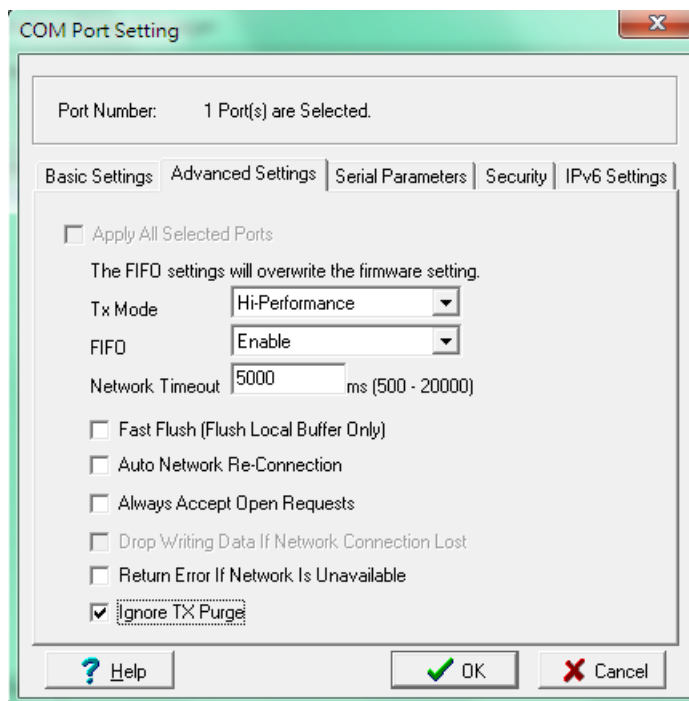 COM Port Setting
Port Number: 1 Port(s) are Selected.
Basic Settings Advanced Settings Serial Parameters Security IPv6 Settings
Apply All Selected Ports
The FIFO settings will overwrite the firmware setting.
Tx Mode Hi-Performance
FIFO Enable
Network Timeout 5000 ms (500 - 20000)
Fast Flush (Flush Local Buffer Only)
Auto Network Re-Connection
Always Accept Open Requests
Drop Writing Data If Network Connection Lost
Return Error If Network Is Unavailable
Ignore TX Purge
? Help OK Cancel